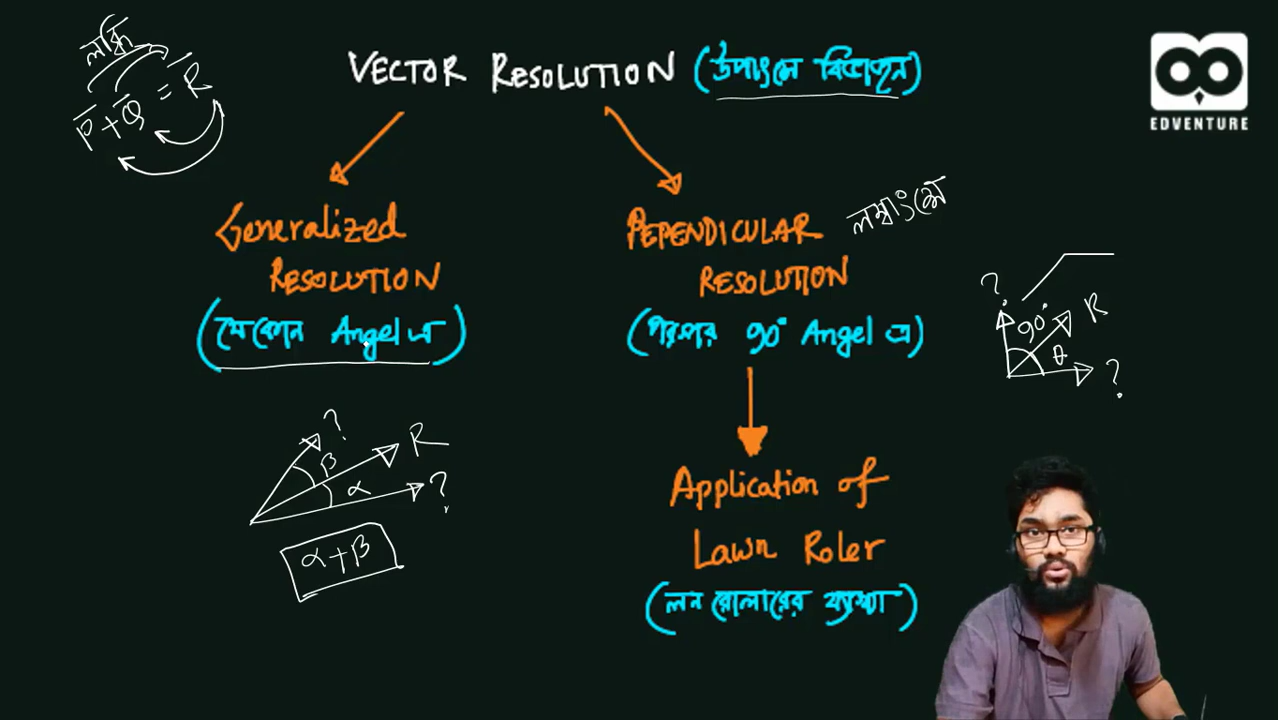 লব্ধি
P̅ + Q̅ = R̅
VECTOR RESOLUTION (উপাংশে বিভাজন)
EDVENTURE
Generalized
RESOLUTION
(যেকোন Angel এ)
PEPENDICULAR
RESOLUTION
লম্বাংশে
(পরস্পর 90° Angel এ)
?
90°
R
θ
?
?
β
R
α
?
α+β
Application of
Lawn Roler
(লন রোলারের ব্যাখ্যা)